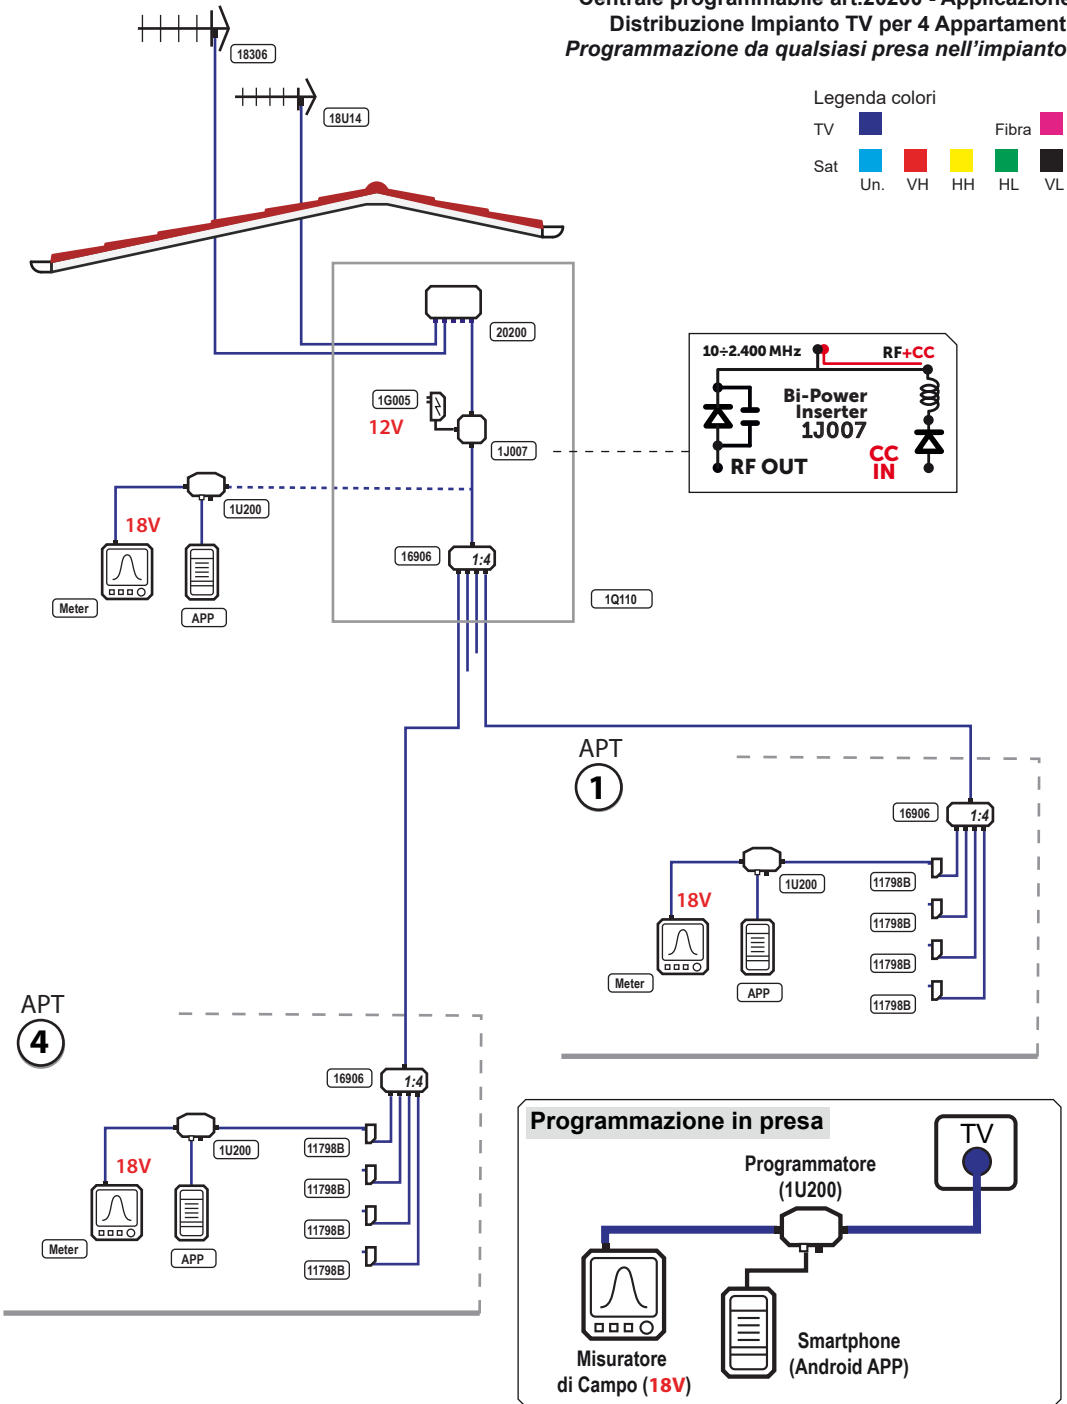 Centrale programmabile art.20200 - Applicazione
Distribuzione Impianto TV per 4 Appartament
Programmazione da qualsiasi presa nell'impianto
18306
18U14
Legenda colori
TV
Fibra
Sat
Un. VH HH HL VL
20200
1G005
12V
1J007
10÷2.400 MHz
RF+CC
Bi-Power
Inserter
1J007
RF OUT
CC
IN
1U200
18V
Meter
APP
16906
1:4
1Q110
APT
1
16906
1:4
1U200
18V
11798B
11798B
11798B
11798B
Meter
APP
APT
4
16906
1:4
1U200
18V
11798B
11798B
11798B
11798B
Meter
APP
Programmazione in presa
TV
Programmatore
(1U200)
Smartphone
(Android APP)
Misuratore
di Campo (18V)